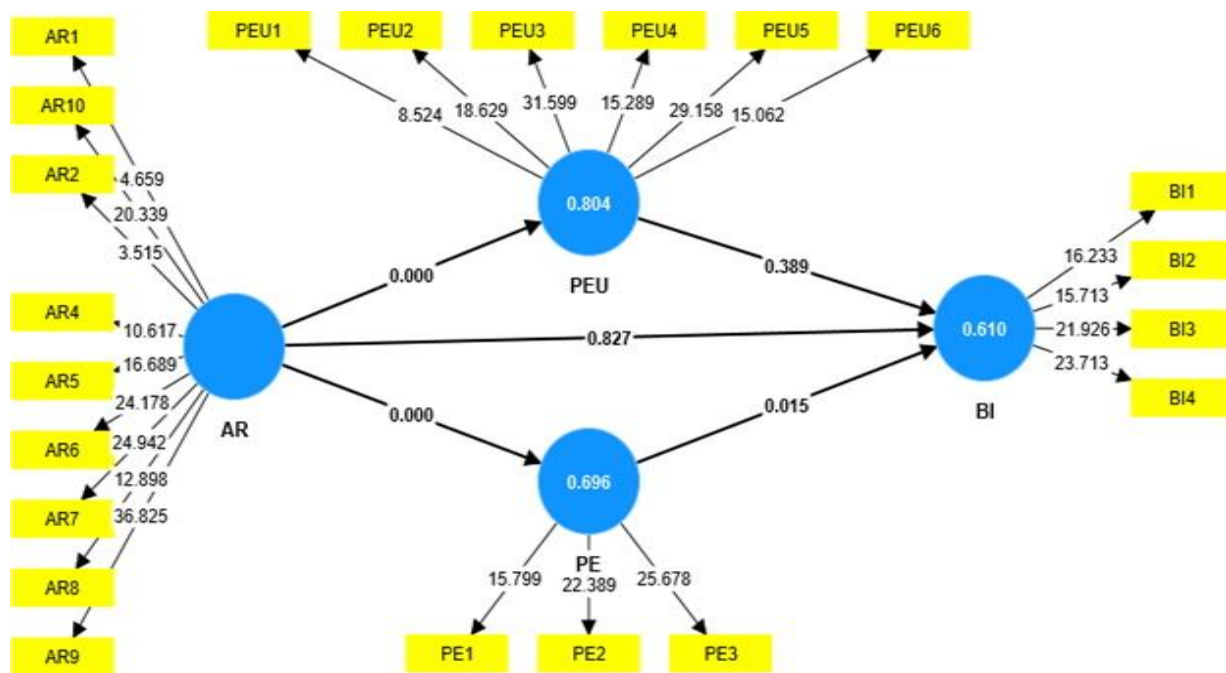 AR1
AR10
AR2
AR4
AR5
AR6
AR7
AR8
AR9
4.659
20.339
3.515
10.617
16.689
24.178
24.942
12.898
36.825
AR
PEU1
PEU2
PEU3
PEU4
PEU5
PEU6
8.524
18.629
31.599
15.289
29.158
15.062
0.804
PEU
0.000
0.827
0.000
0.389
0.015
0.696
PE
15.799
22.389
25.678
PE1
PE2
PE3
0.610
BI
16.233
15.713
21.926
23.713
BI1
BI2
BI3
BI4